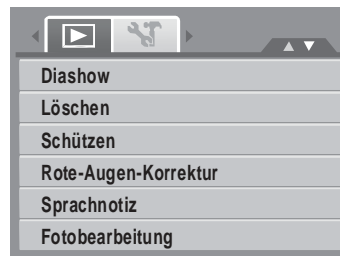 Diashow
Löschen
Schützen
Rote-Augen-Korrektur
Sprachnotiz
Fotobearbeitung